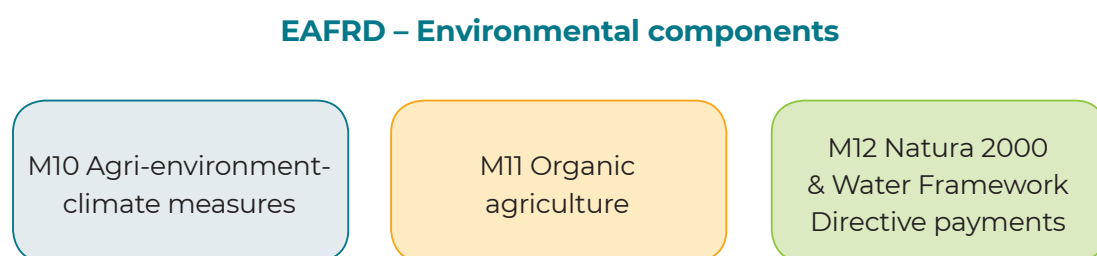 EAFRD – Environmental components
M10 Agri-environment-
climate measures
M11 Organic
agriculture
M12 Natura 2000
& Water Framework
Directive payments